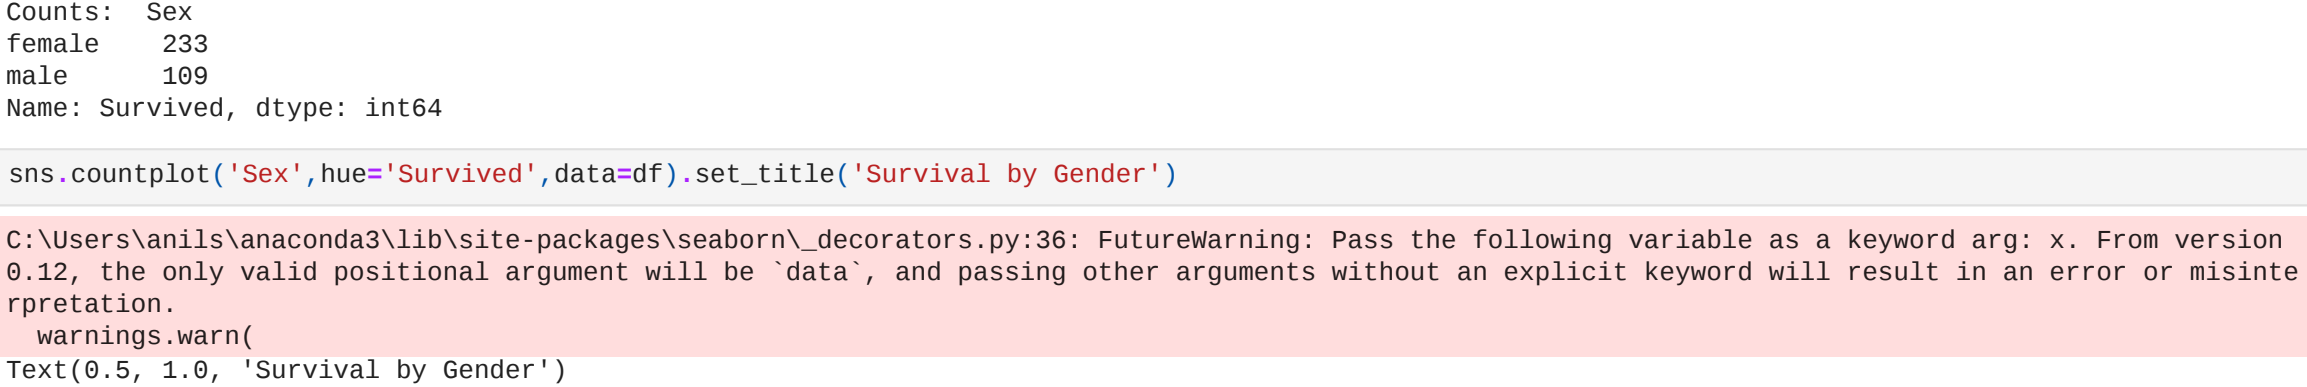 Counts:  Sex
female    233
male      109
Name: Survived, dtype: int64
sns.countplot('Sex',hue='Survived',data=df).set_title('Survival by Gender')
C:\Users\anils\anaconda3\lib\site-packages\seaborn\_decorators.py:36: FutureWarning: Pass the following variable as a keyword arg: x. From version
0.12, the only valid positional argument will be `data`, and passing other arguments without an explicit keyword will result in an error or misinte
rpretation.
  warnings.warn(
Text(0.5, 1.0, 'Survival by Gender')